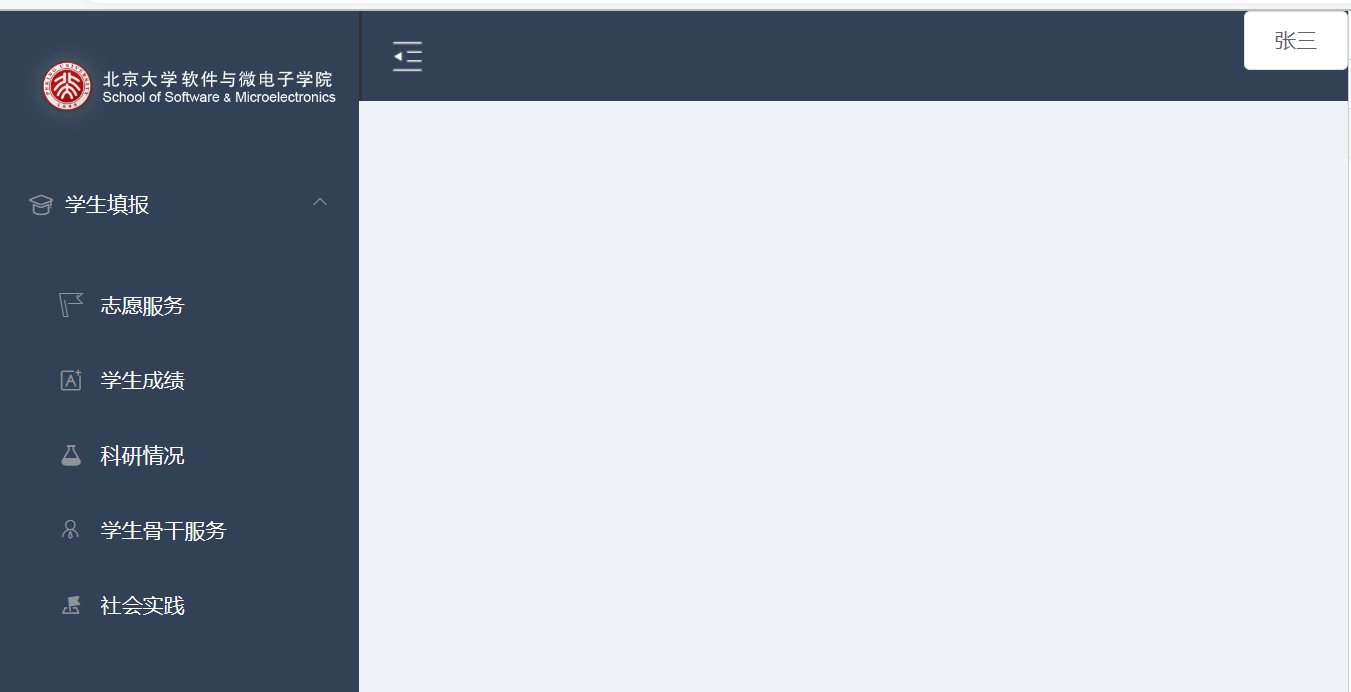 张三
北京大学软件与微电子学院
School of Software & Microelectronics
学生填报
志愿服务
学生成绩
科研情况
学生骨干服务
社会实践